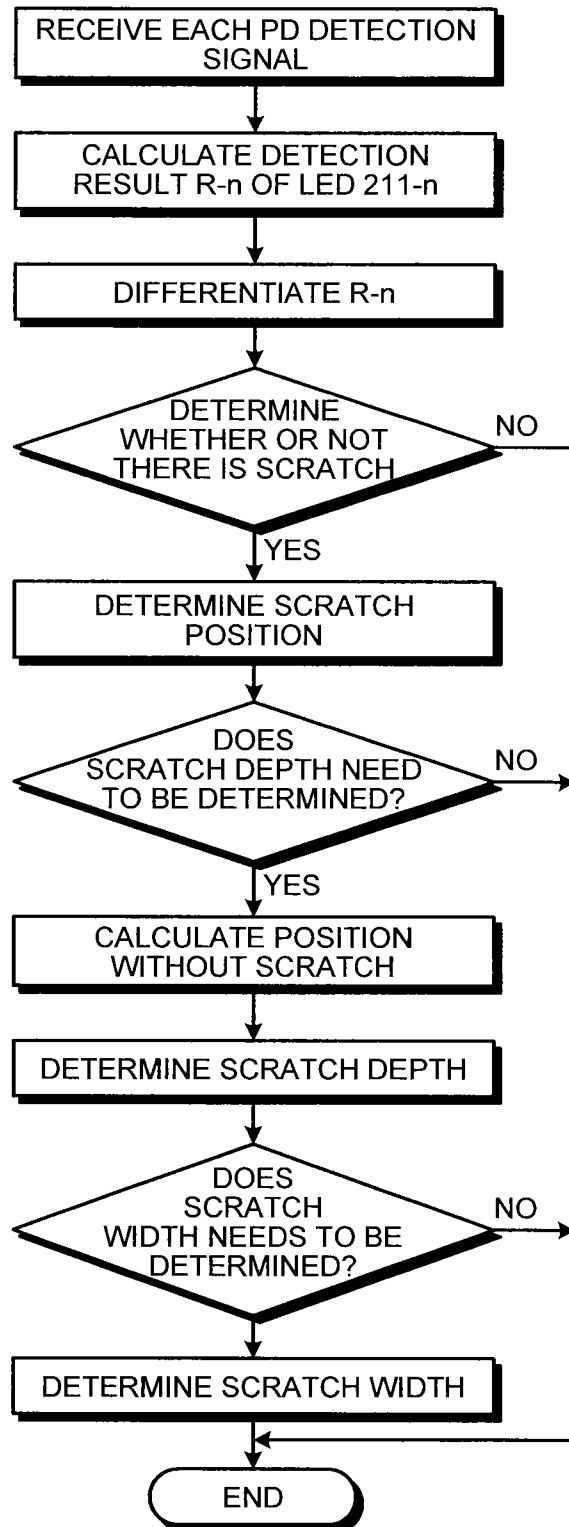 RECEIVE EACH PD DETECTION
SIGNAL
CALCULATE DETECTION
RESULT R-n OF LED 211-n
DIFFERENTIATE R-n
DETERMINE
WHETHER OR NOT
THERE IS SCRATCH
NO
YES
DETERMINE SCRATCH
POSITION
DOES
SCRATCH DEPTH NEED
TO BE DETERMINED?
NO
YES
CALCULATE POSITION
WITHOUT SCRATCH
DETERMINE SCRATCH DEPTH
DOES
SCRATCH
WIDTH NEEDS TO BE
DETERMINED?
NO
DETERMINE SCRATCH WIDTH
END